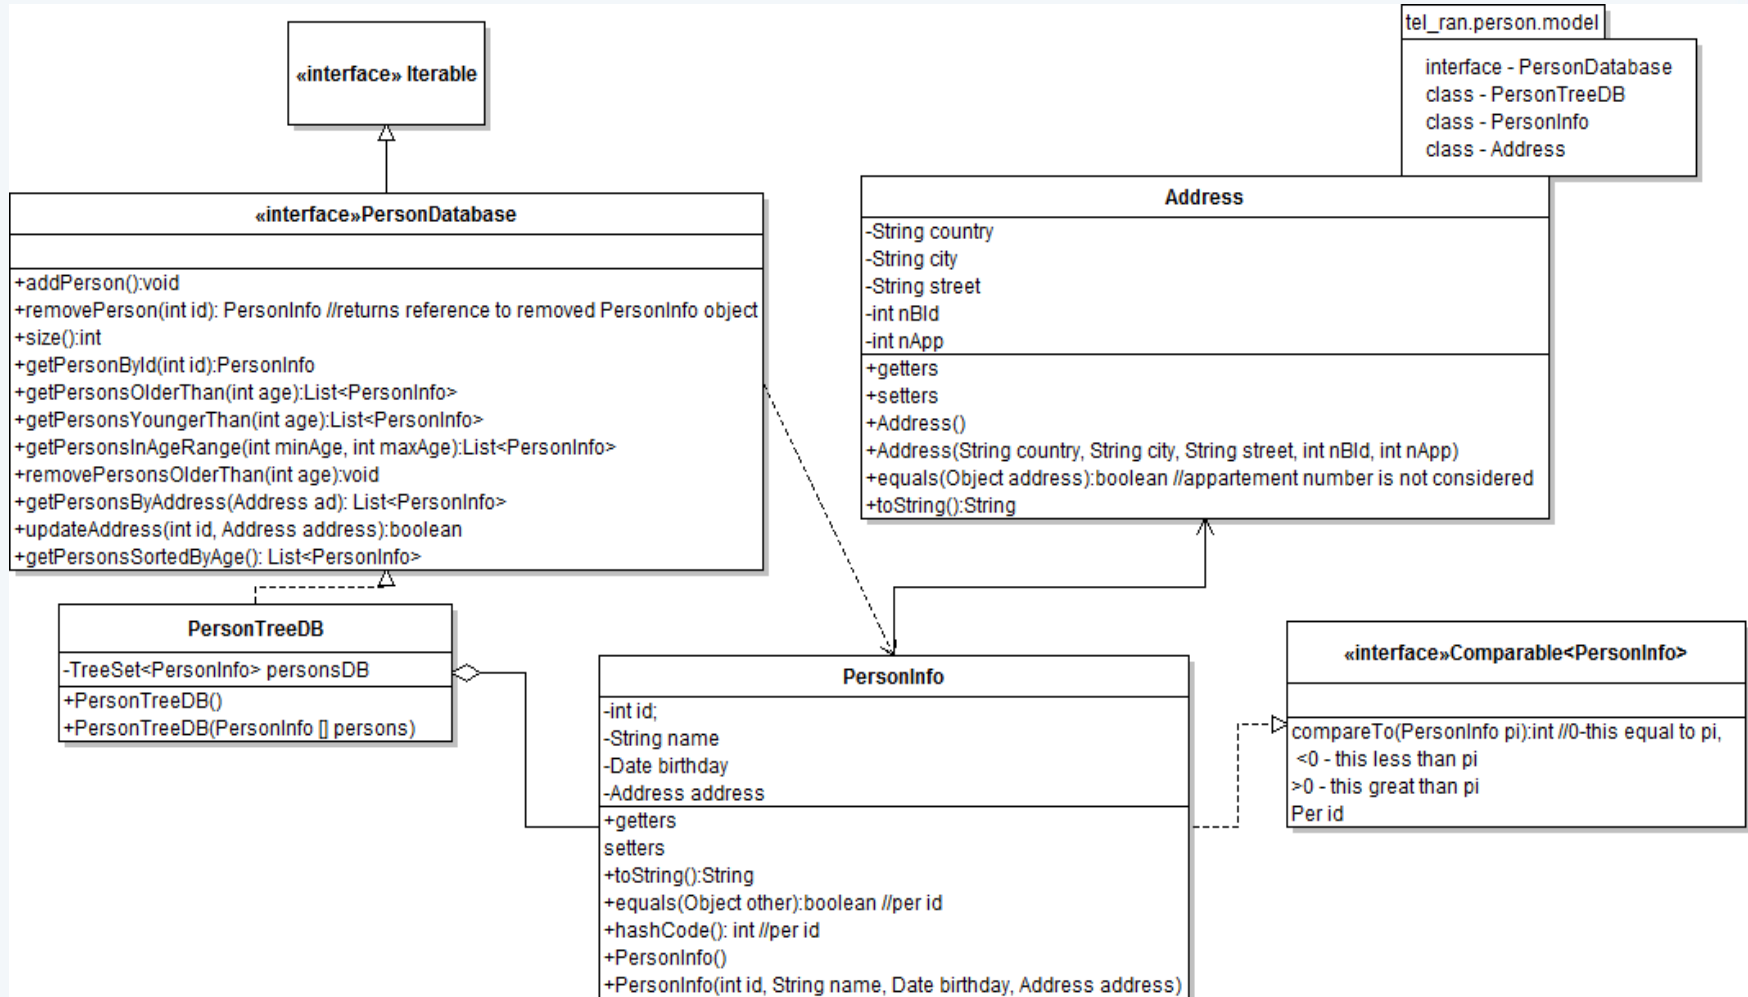 «interface» Iterable
tel_ran.person.model
interface - PersonDatabase
class - PersonTreeDB
class - PersonInfo
class - Address
«interface»PersonDatabase
+addPerson():void
+removePerson(int id): PersonInfo //returns reference to removed PersonInfo object
+size():int
+getPersonById(int id):PersonInfo
+getPersonsOlderThan(int age):List<PersonInfo>
+getPersonsYoungerThan(int age):List<PersonInfo>
+getPersonsInAgeRange(int minAge, int maxAge):List<PersonInfo>
+removePersonsOlderThan(int age):void
+getPersonsByAddress(Address ad): List<PersonInfo>
+updateAddress(int id, Address address):boolean
+getPersonsSortedByAge(): List<PersonInfo>
Address
-String country
-String city
-String street
-int nBld
-int nApp
+getters
+setters
+Address()
+Address(String country, String city, String street, int nBld, int nApp)
+equals(Object address):boolean //appartement number is not considered
+toString():String
PersonTreeDB
-TreeSet<PersonInfo> personsDB
+PersonTreeDB()
+PersonTreeDB(PersonInfo [] persons)
PersonInfo
-int id;
-String name
-Date birthday
-Address address
+getters
setters
+toString():String
+equals(Object other):boolean //per id
+hashCode(): int //per id
+PersonInfo()
+PersonInfo(int id, String name, Date birthday, Address address)
«interface»Comparable<PersonInfo>
compareTo(PersonInfo pi):int //0-this equal to pi,
<0 - this less than pi
>0 - this great than pi
Per id